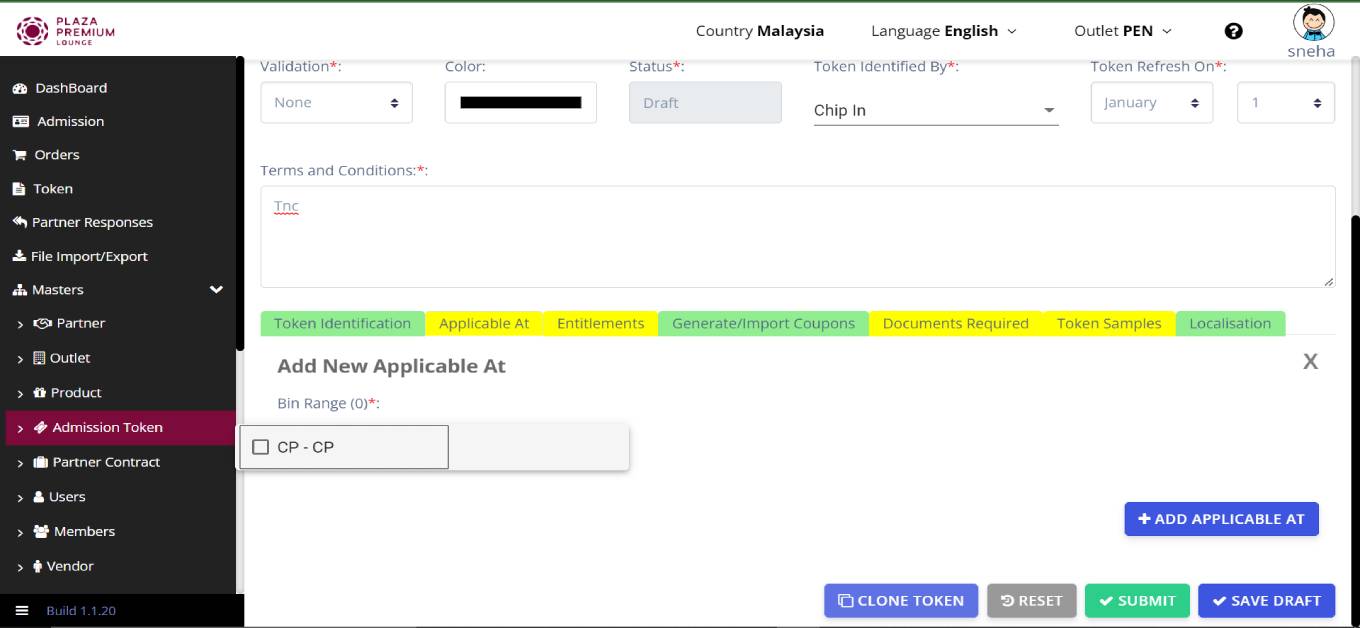 PLAZA
PREMIUM
LOUNGE
Country Malaysia
Language English
Outlet PEN
sneha
DashBoard
Admission
Orders
Token
Partner Responses
File Import/Export
Masters
Partner
Outlet
Product
Admission Token
Partner Contract
Users
Members
Vendor
Build 1.1.20
Validation*:
Color:
Status*:
Token Identified By*:
Token Refresh On*:
None
Draft
Chip In
January
1
Terms and Conditions:*:
Tnc
Token Identification
Applicable At
Entitlements
Generate/Import Coupons
Documents Required
Token Samples
Localisation
Add New Applicable At
X
Bin Range (0)*:
CP - CP
ADD APPLICABLE AT
CLONE TOKEN
RESET
SUBMIT
SAVE DRAFT